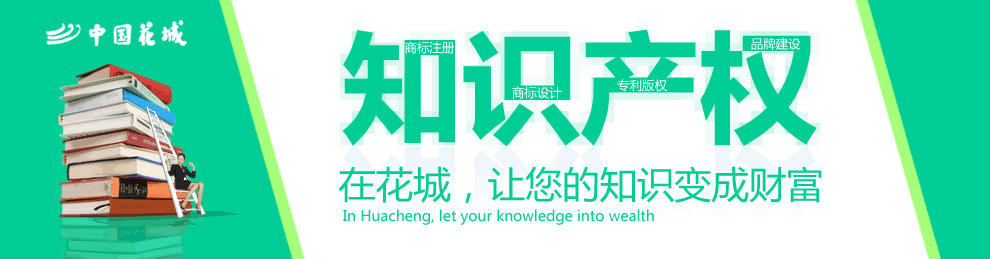 中国花城
知识产权
商标注册
商标设计
专利版权
品牌建设
在花城，让您的知识变成财富
In Huacheng, let your knowledge into wealth